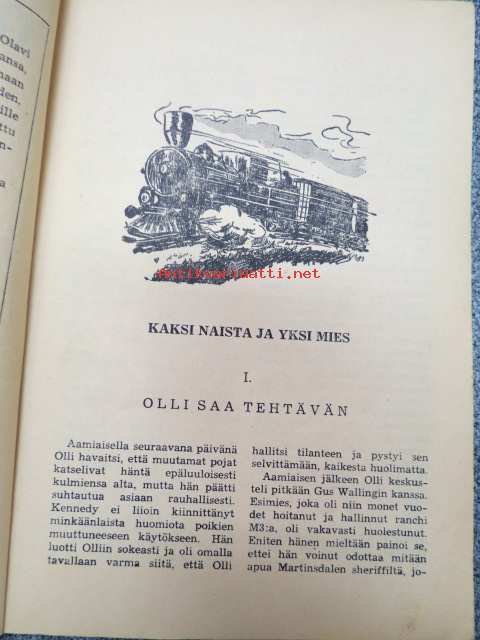 Olavi
ansa,
naan
den.
ille
ttu
n-
a
Antikvariaatti.net
KAKSI NAISTA JA YKSI MIES
I.
OLLI SAA TEHTÄVÄN
Aamiaisella seuraavana päivänä
Olli havaitsi, että muutamat pojat
katselivat häntä epäluuloisesti
kulmiensa alta, mutta hän päätti
suhtautua asiaan rauhallisesti.
Kennedy ei liioin kiinnittänyt
minkäänlaista huomiota poikien
muuttuneeseen käytökseen. Hän
luotti Olliin sokeasti ja oli omalla
tavallaan varma siitä, että Olli
hallitsi tilanteen ja pystyi sen
selvittämään, kaikesta huolimatta.
Aamiaisen jälkeen Olli keskus-
teli pitkään Gus Wallingin kanssa.
Esimies, joka oli niin monet vuo-
det hoitanut ja hallinnut ranchi
M3:a, oli vakavasti huolestunut.
Eniten hänen mieltään painoi se,
ettei hän voinut odottaa mitään
apua Martinsdalen sheriffiltä, jo-